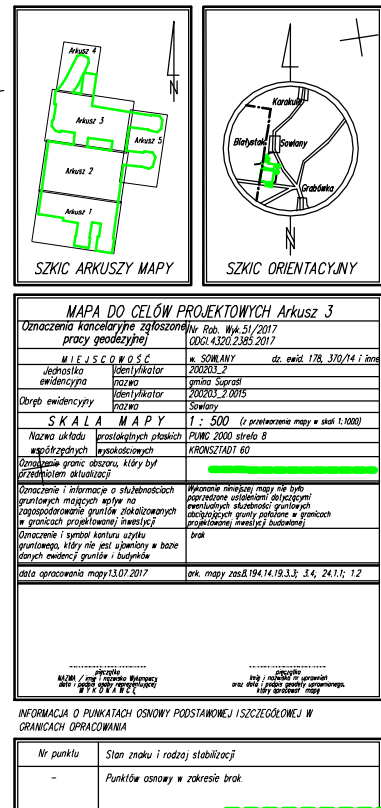 Arkusz 4
Arkusz 3
Arkusz 5
Arkusz 2
Arkusz 1
SZKIC ARKUSZY MAPY
N
Karakule
Białystok
Sowlany
Grabówka
N
SZKIC ORIENTACYJNY
MAPA DO CELÓW PROJEKTOWYCH Arkusz 3
Oznaczenia kancelaryjne zgłoszonej pracy geodezyjnej
Nr Rob. Wyk.51/2017
ODGI.4320.2385.2017
MIEJSCOWOŚĆ
w. SOWLANY dz. ewid. 178, 370/14 i inne
Jednostka ewidencyjna
Identyfikator
200203_2
nazwa
gmina Supraśl
Obręb ewidencyjny
Identyfikator
200203_2.0015
nazwa
Sowlany
SKALA MAPY
1 : 500 (z przetworzenia mapy w skali 1:1000)
Nazwa układu współrzędnych
prostokątnych płaskich
PUWG 2000 strefa 8
wysokościowych
KRONSZTADT 60
Oznaczenie granic obszaru, który był
przedmiotem aktualizacji
Oznaczenie i informacje o służebnościach
gruntowych mających wpływ na
zagospodarowanie gruntów zlokalizowanych
w granicach projektowanej inwestycji
Wykonanie niniejszej mapy nie było
poprzedzone ustaleniami dotyczącymi
ewentualnych służebności gruntowych
obciążających grunty położone w granicach
projektowanej inwestycji budowlanej
Oznaczenie i symbol konturu użytku
gruntowego, który nie jest ujawniony w bazie
danych ewidencji gruntów i budynków
brak
data opracowania mapy 13.07 2017
ark. mapy zas.8.194.14.19.3.3; 3.4; 24.1.1; 1.2
pieczątka
NAZWA / imię i nazwisko Wykonawcy
data i podpis osoby reprezentującej
WYKONAWCĘ
pieczątka
imię i nazwisko nr uprawnień
oraz data i podpis geodety uprawnionego,
który opracował mapę
INFORMACJA O PUNKATACH OSNOWY PODSTAWOWEJ I SZCZEGÓŁOWEJ W
GRANICACH OPRACOWANIA
Nr punktu
Stan znaku i rodzaj stabilizacji
–
Punktów osnowy w zakresie brak.